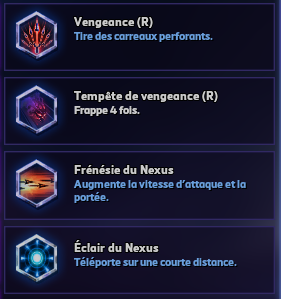 Vengeance (R)
Tire des carreaux perforants.
Tempête de vengeance (R)
Frappe 4 fois.
Frénésie du Nexus
Augmente la vitesse d'attaque et la
portée.
Éclair du Nexus
Téléporte sur une courte distance.